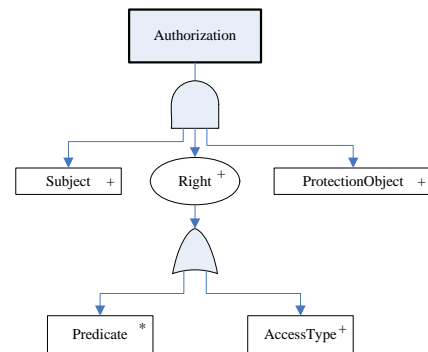 Authorization
Subject +
Right +
ProtectionObject +
Predicate *
AccessType +